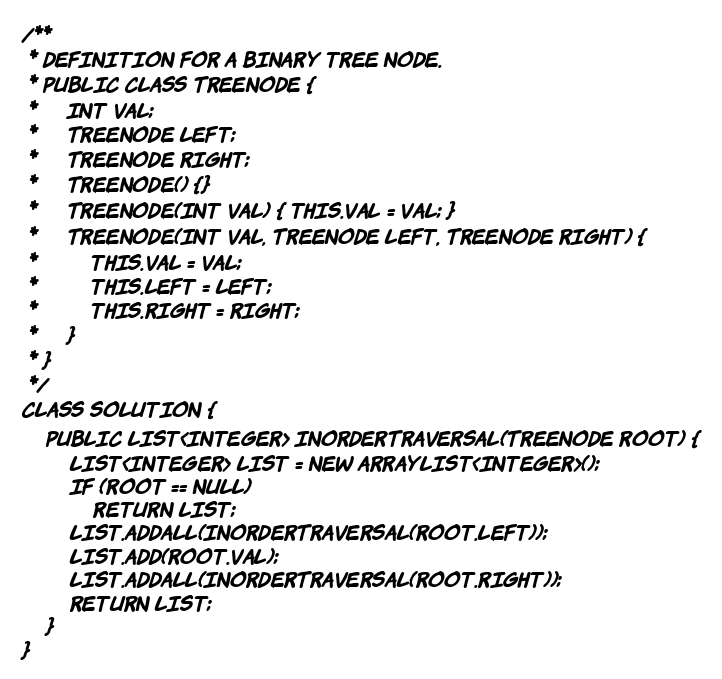 /**
 * DEFINITION FOR A BINARY TREE NODE.
 * PUBLIC CLASS TREENODE {
 *     INT VAL;
 *     TREENODE LEFT;
 *     TREENODE RIGHT;
 *     TREENODE() {}
 *     TREENODE(INT VAL) { THIS.VAL = VAL; }
 *     TREENODE(INT VAL, TREENODE LEFT, TREENODE RIGHT) {
 *         THIS.VAL = VAL;
 *         THIS.LEFT = LEFT;
 *         THIS.RIGHT = RIGHT;
 *     }
 * }
 */
CLASS SOLUTION {
    PUBLIC LIST<INTEGER> INORDERTRAVERSAL(TREENODE ROOT) {
        LIST<INTEGER> LIST = NEW ARRAYLIST<INTEGER>();
        IF (ROOT == NULL)
            RETURN LIST;
        LIST.ADDALL(INORDERTRAVERSAL(ROOT.LEFT));
        LIST.ADD(ROOT.VAL);
        LIST.ADDALL(INORDERTRAVERSAL(ROOT.RIGHT));
        RETURN LIST;
    }
}